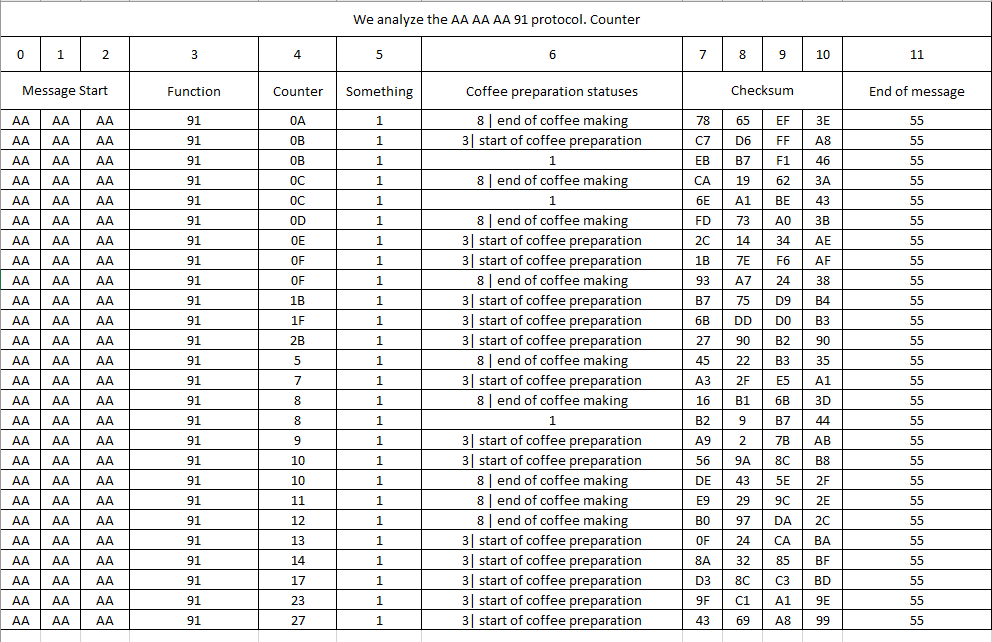 We analyze the AA AA AA 91 protocol. Counter
0 1 2 3 4 5 6 7 8 9 10 11
Message Start Function Counter Something Coffee preparation statuses Checksum End of message
AA AA AA 91 0A 1 8 | end of coffee making 78 65 EF 3E 55
AA AA AA 91 0B 1 3| start of coffee preparation C7 D6 FF A8 55
AA AA AA 91 0B 1 1 EB B7 F1 46 55
AA AA AA 91 0C 1 8 | end of coffee making CA 19 62 3A 55
AA AA AA 91 0C 1 1 6E A1 BE 43 55
AA AA AA 91 0D 1 8 | end of coffee making FD 73 A0 3B 55
AA AA AA 91 0E 1 3| start of coffee preparation 2C 14 34 AE 55
AA AA AA 91 0F 1 3| start of coffee preparation 1B 7E F6 AF 55
AA AA AA 91 0F 1 8 | end of coffee making 93 A7 24 38 55
AA AA AA 91 1B 1 3| start of coffee preparation B7 75 D9 B4 55
AA AA AA 91 1F 1 3| start of coffee preparation 6B DD D0 B3 55
AA AA AA 91 2B 1 3| start of coffee preparation 27 90 B2 90 55
AA AA AA 91 5 1 8 | end of coffee making 45 22 B3 35 55
AA AA AA 91 7 1 3| start of coffee preparation A3 2F E5 A1 55
AA AA AA 91 8 1 8 | end of coffee making 16 B1 6B 3D 55
AA AA AA 91 8 1 1 B2 9 B7 44 55
AA AA AA 91 9 1 3| start of coffee preparation A9 2 7B AB 55
AA AA AA 91 10 1 3| start of coffee preparation 56 9A 8C B8 55
AA AA AA 91 10 1 8 | end of coffee making DE 43 5E 2F 55
AA AA AA 91 11 1 8 | end of coffee making E9 29 9C 2E 55
AA AA AA 91 12 1 8 | end of coffee making B0 97 DA 2C 55
AA AA AA 91 13 1 3| start of coffee preparation 0F 24 CA BA 55
AA AA AA 91 14 1 3| start of coffee preparation 8A 32 85 BF 55
AA AA AA 91 17 1 3| start of coffee preparation D3 8C C3 BD 55
AA AA AA 91 23 1 3| start of coffee preparation 9F C1 A1 9E 55
AA AA AA 91 27 1 3| start of coffee preparation 43 69 A8 99 55